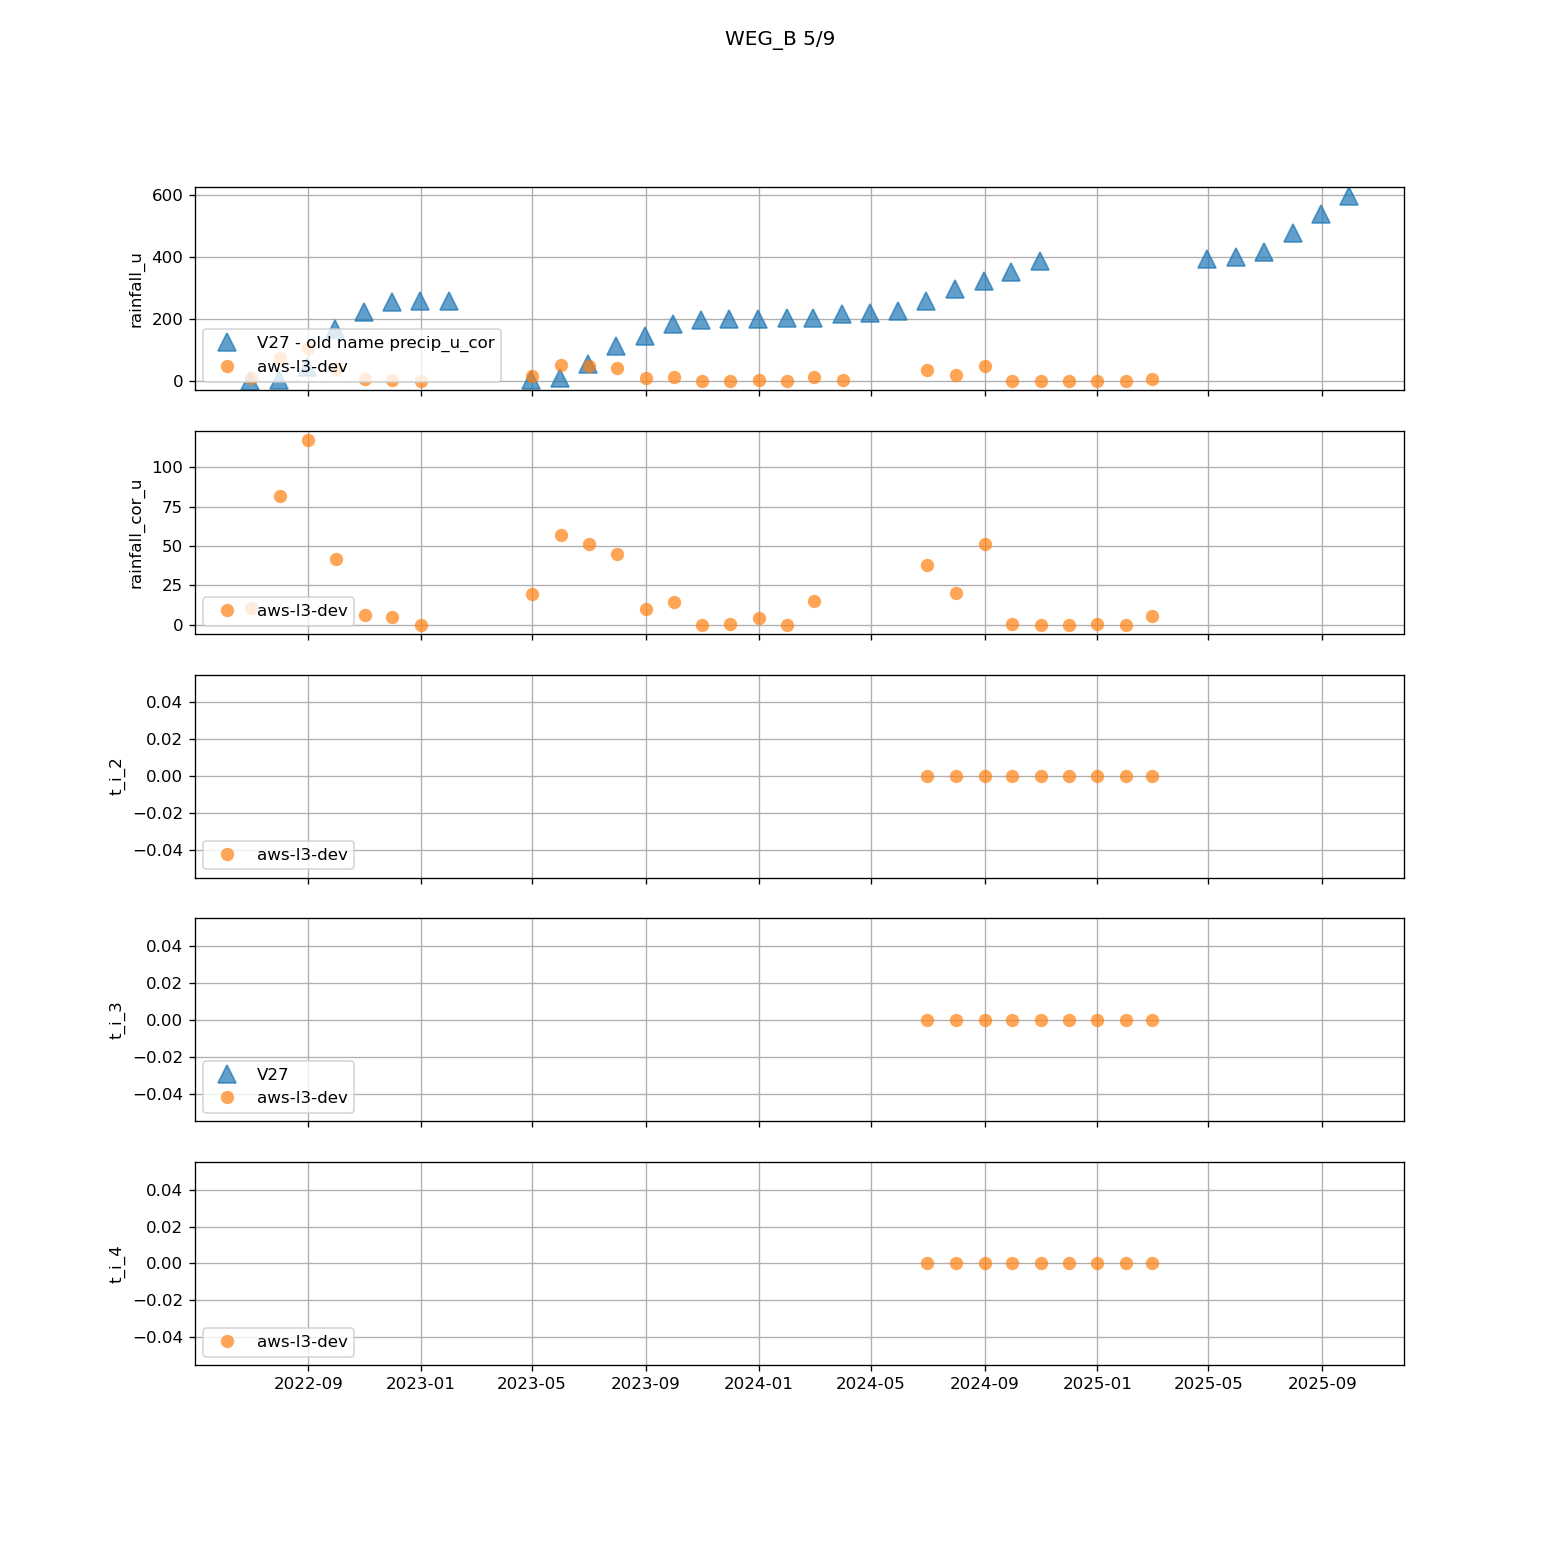 WEG_B 5/9
600
400
200
0
rainfall_u
V27 - old name precip_u_cor
aws-l3-dev
100
75
50
25
0
rainfall_cor_u
aws-l3-dev
0.04
0.02
0.00
−0.02
−0.04
t_i_2
aws-l3-dev
0.04
0.02
0.00
−0.02
−0.04
t_i_3
V27
aws-l3-dev
0.04
0.02
0.00
−0.02
−0.04
t_i_4
aws-l3-dev
2022-09 2023-01 2023-05 2023-09 2024-01 2024-05 2024-09 2025-01 2025-05 2025-09